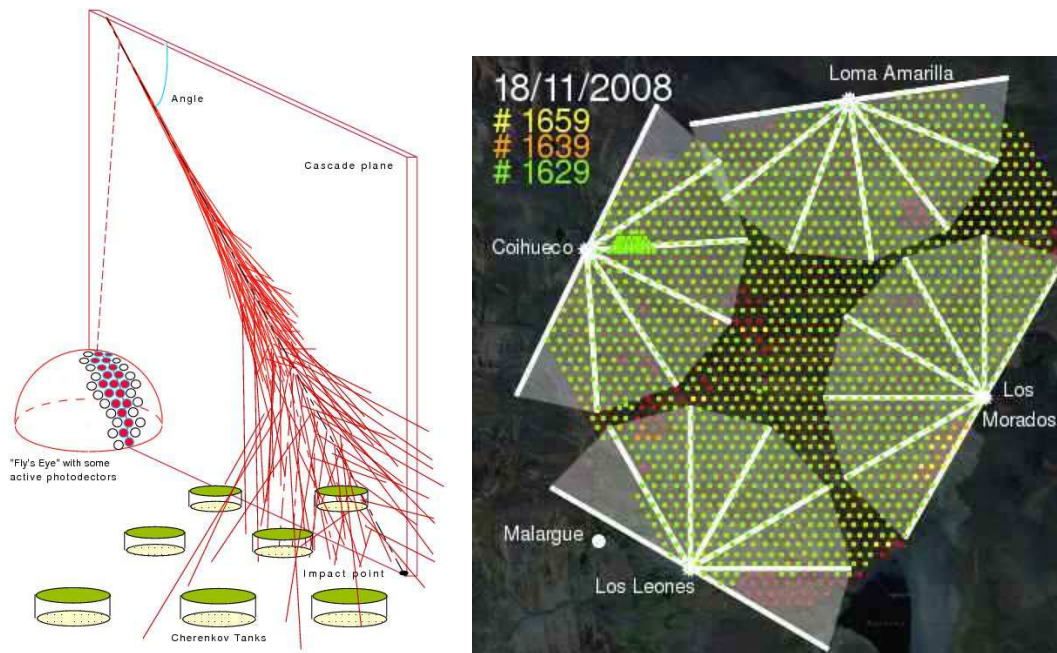 Angle
Cascade plane
"Fly's Eye" with some
active photodectors
Impact point
Cherenkov Tanks
18/11/2008
# 1659
# 1639
# 1629
Loma Amarilla
Coihueco
Los
Morados
Malargue
Los Leones